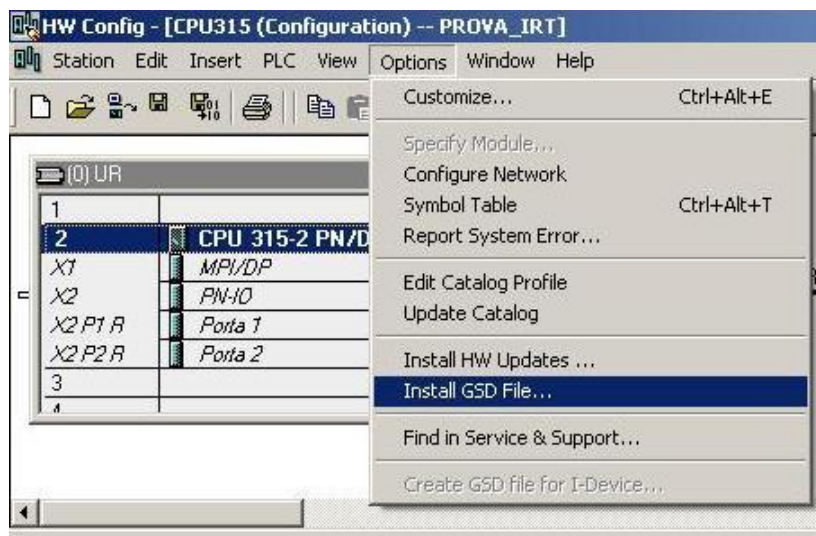 HW Config - [CPU315 (Configuration) -- PROVA_IRT]
Station Edit Insert PLC View Options Window Help
Customize... Ctrl+Alt+E
Specify Module...
Configure Network
Symbol Table Ctrl+Alt+T
Report System Error...
Edit Catalog Profile
Update Catalog
Install HW Updates ...
Install GSD File...
Find in Service & Support...
Create GSD file for I-Device...
(0) UR
1
2 CPU 315-2 PN/D
X1 MPI/DP
X2 PN-IO
X2 P1 R Porta 1
X2 P2 R Porta 2
3
4